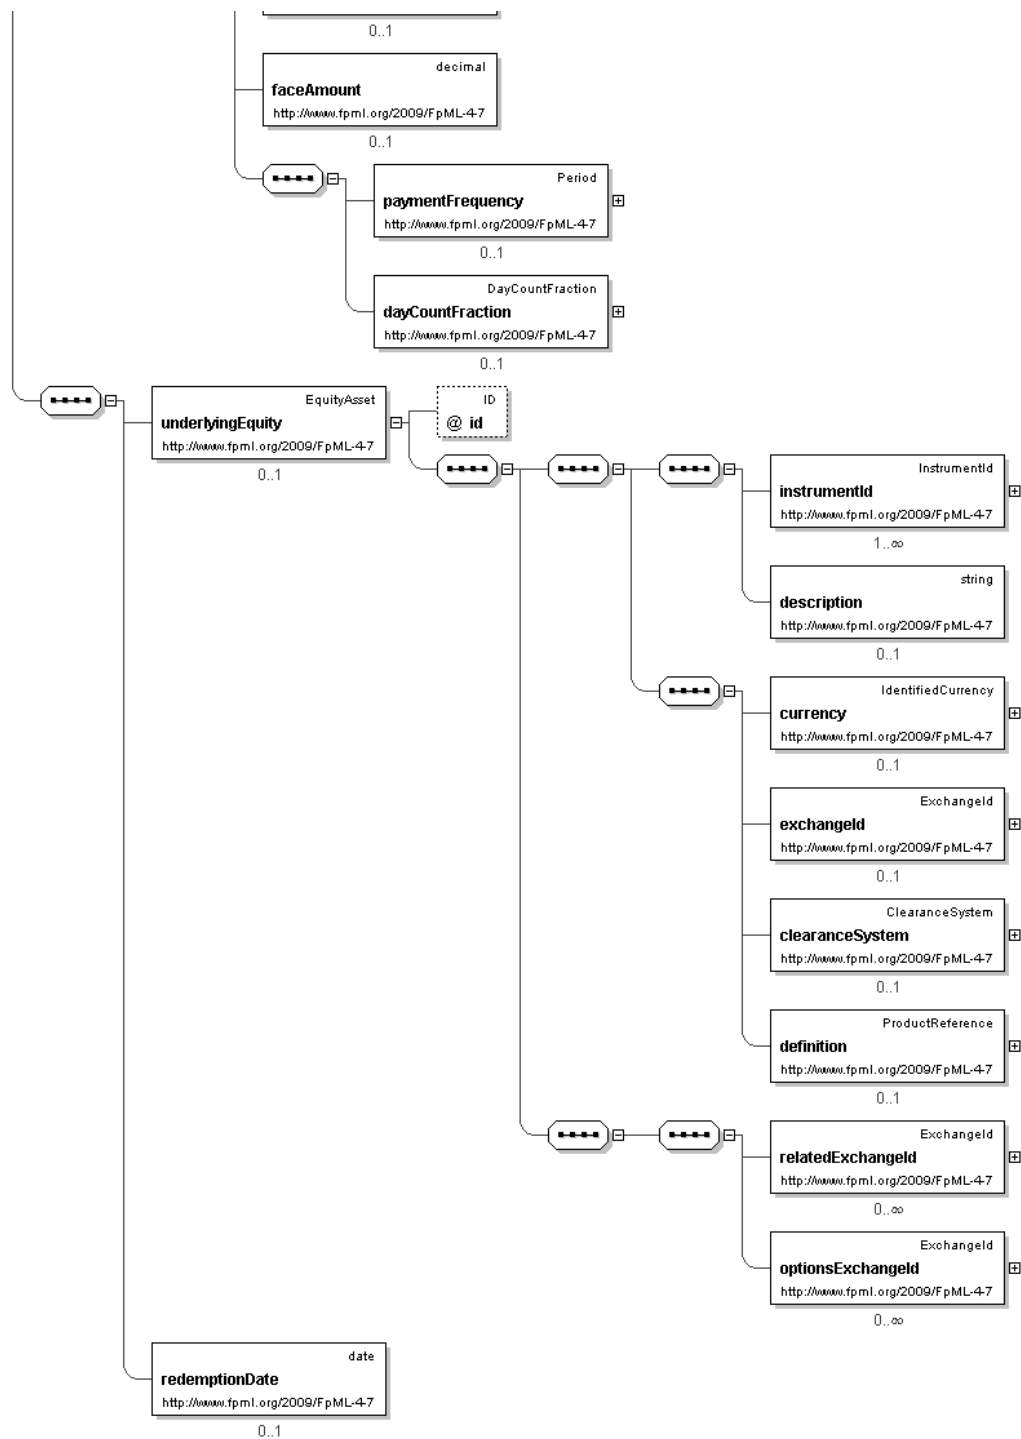 0..1
decimal
faceAmount
http://www.fpml.org/2009/FpML-4-7
0..1
Period
paymentFrequency
http://www.fpml.org/2009/FpML-4-7
0..1
DayCountFraction
dayCountFraction
http://www.fpml.org/2009/FpML-4-7
0..1
EquityAsset
underlyingEquity
http://www.fpml.org/2009/FpML-4-7
0..1
ID
@ id
InstrumentId
instrumentId
http://www.fpml.org/2009/FpML-4-7
1..∞
string
description
http://www.fpml.org/2009/FpML-4-7
0..1
IdentifiedCurrency
currency
http://www.fpml.org/2009/FpML-4-7
0..1
ExchangeId
exchangeId
http://www.fpml.org/2009/FpML-4-7
0..1
ClearanceSystem
clearanceSystem
http://www.fpml.org/2009/FpML-4-7
0..1
ProductReference
definition
http://www.fpml.org/2009/FpML-4-7
0..1
ExchangeId
relatedExchangeId
http://www.fpml.org/2009/FpML-4-7
0..∞
ExchangeId
optionsExchangeId
http://www.fpml.org/2009/FpML-4-7
0..∞
date
redemptionDate
http://www.fpml.org/2009/FpML-4-7
0..1